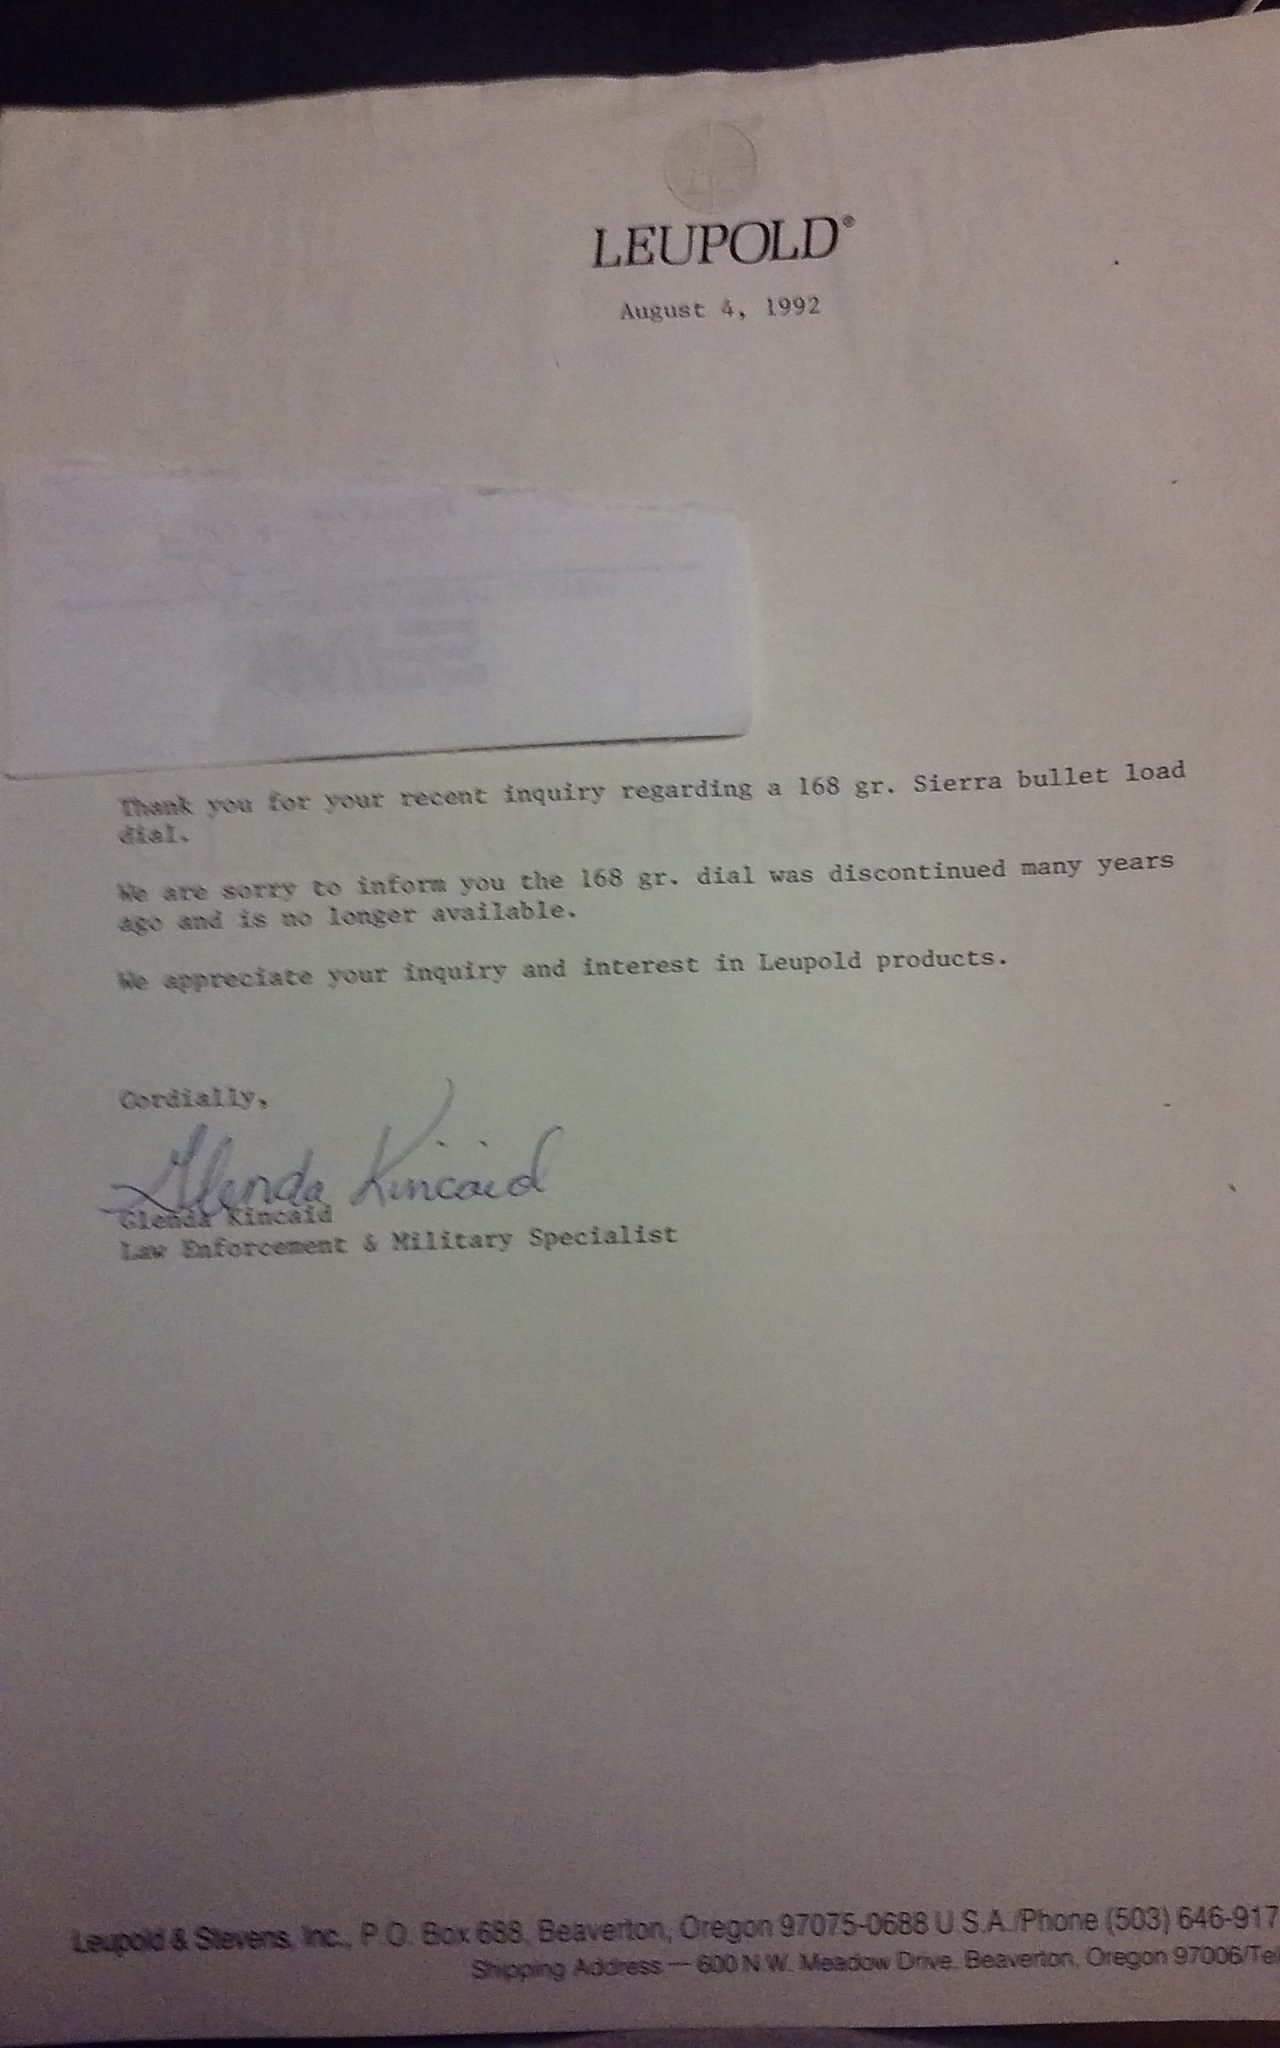 LEUPOLD®
August 4, 1992
Thank you for your recent inquiry regarding a 168 gr. Sierra bullet load
dial.
We are sorry to inform you the 168 gr. dial was discontinued many years
ago and is no longer available.
We appreciate your inquiry and interest in Leupold products.
Cordially,
Glenda Kincaid
Glenda Kincaid
Law Enforcement & Military Specialist
Leupold & Stevens, Inc., P.O. Box 688, Beaverton, Oregon 97075-0688 U.S.A./Phone (503) 646-917
Shipping Address — 600 N.W. Meadow Drive, Beaverton, Oregon 97006/Tel